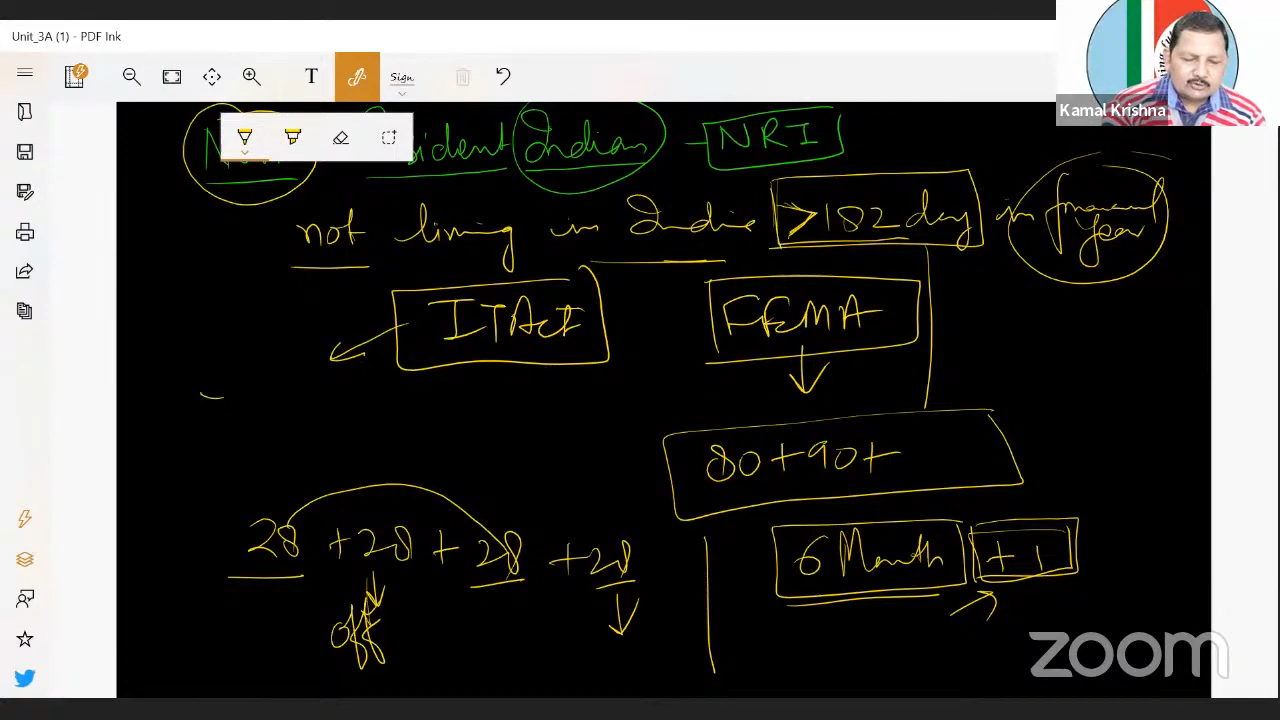 Unit_3A (1) - PDF Ink
T
Sign
Kamal Krishna
N sident Indian - NRI
not living in India >182 day in financial
year
IT Act FEMA
80+90+
28 +28 + 28 +28 6 Month +1
off
zoom